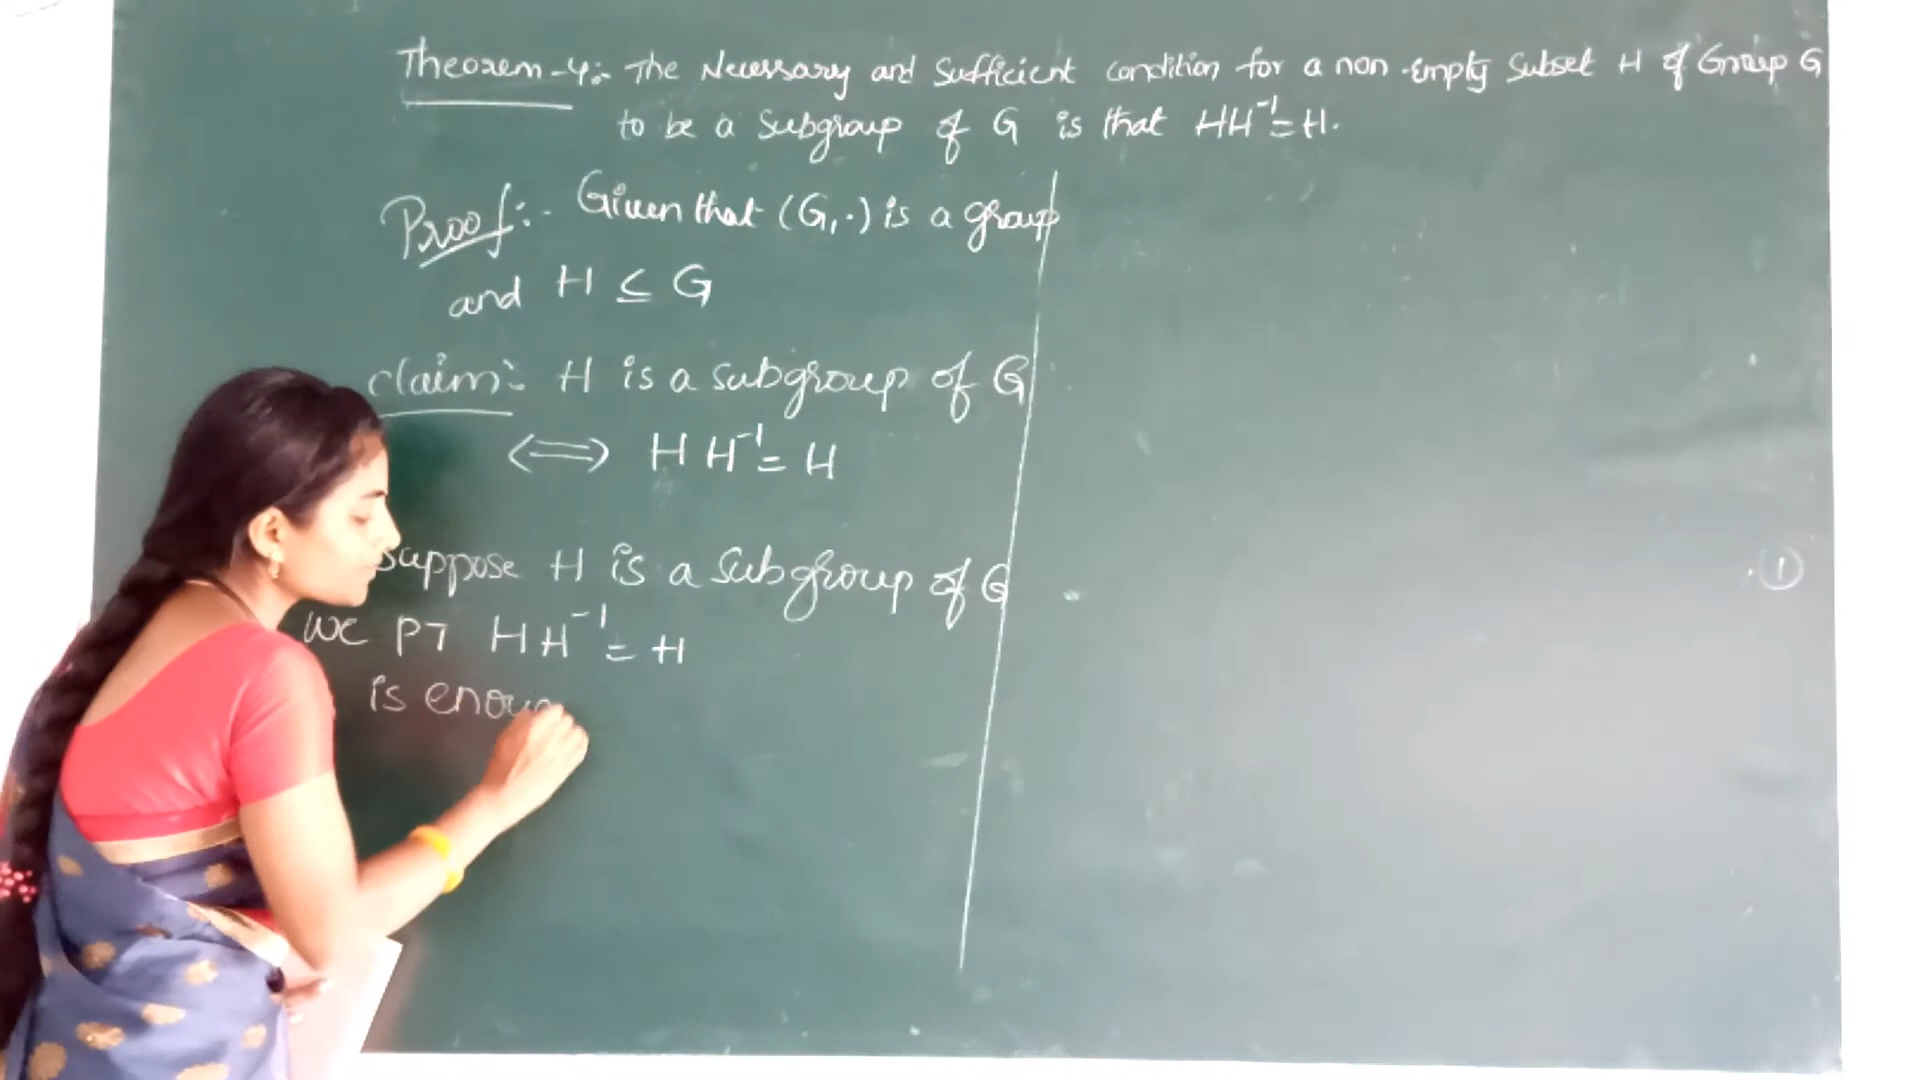 Theorem-4:- The Necessary and Sufficient condition for a non-Empty Subset H of Group G
to be a Subgroup of G is that HH⁻¹=H.
Proof:- Given that (G,·) is a group
and H ⊆ G
claim:- H is a subgroup of G
⟺ H H⁻¹ = H
suppose H is a subgroup of G
we PT HH⁻¹ = H
is enoug
①